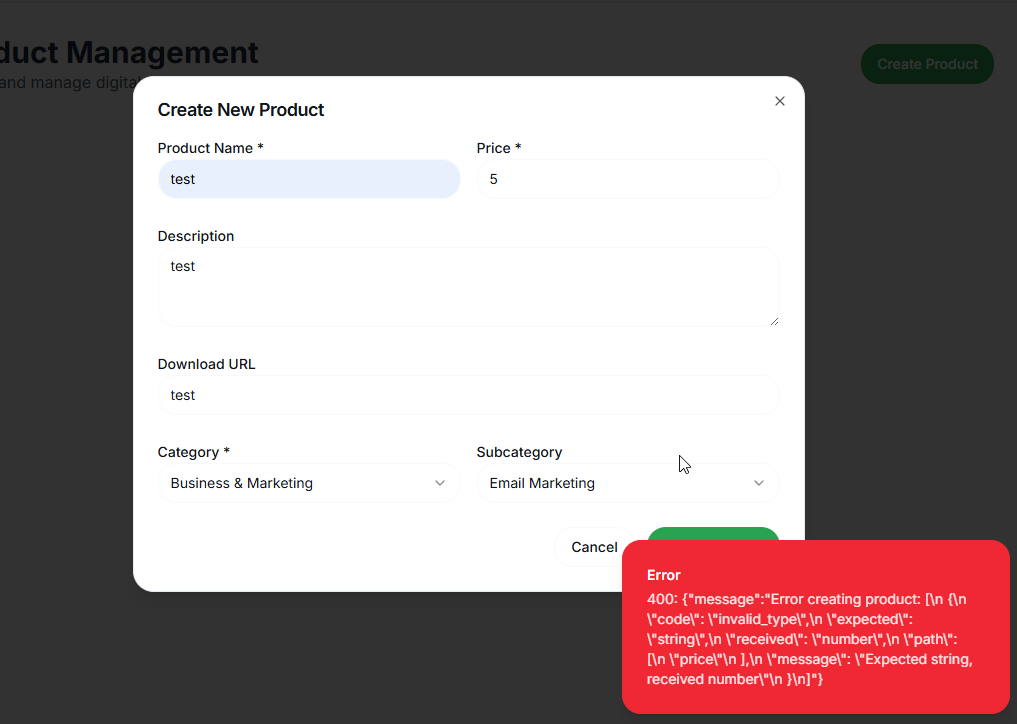 duct Management
and manage digita
Create Product
Create New Product
Product Name *
Price *
test
5
Description
test
Download URL
test
Category *
Subcategory
Business & Marketing
Email Marketing
Cancel
Error
400: {"message":"Error creating product: [\n {\n
\"code\": \"invalid_type\",\n \"expected\":
\"string\",\n \"received\": \"number\",\n \"path\":
[\n \"price\"\n ],\n \"message\": \"Expected string,
received number\"\n }\n]"}